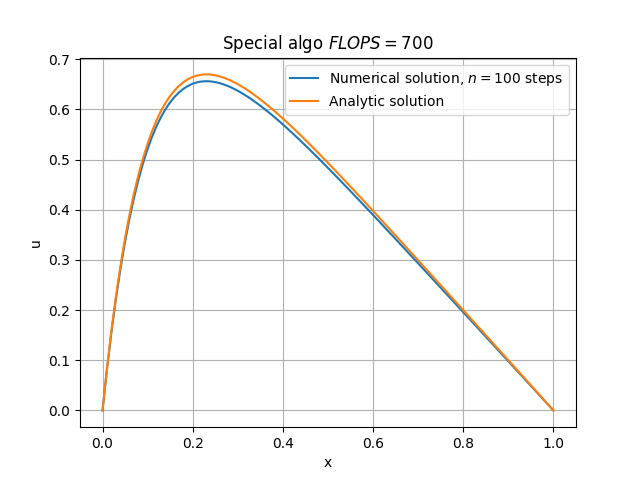 Special algo FLOPS = 700
Numerical solution, n = 100 steps
Analytic solution
0.7
0.6
0.5
0.4
0.3
0.2
0.1
0.0
u
0.0 0.2 0.4 0.6 0.8 1.0
x